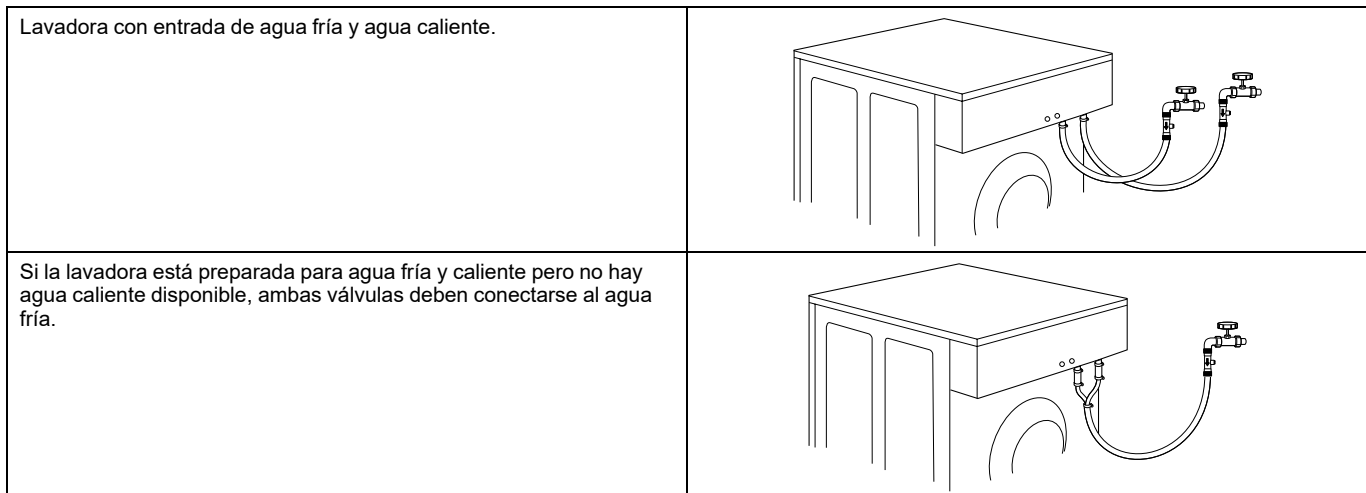 Lavadora con entrada de agua fría y agua caliente.
Si la lavadora está preparada para agua fría y caliente pero no hay
agua caliente disponible, ambas válvulas deben conectarse al agua
fría.